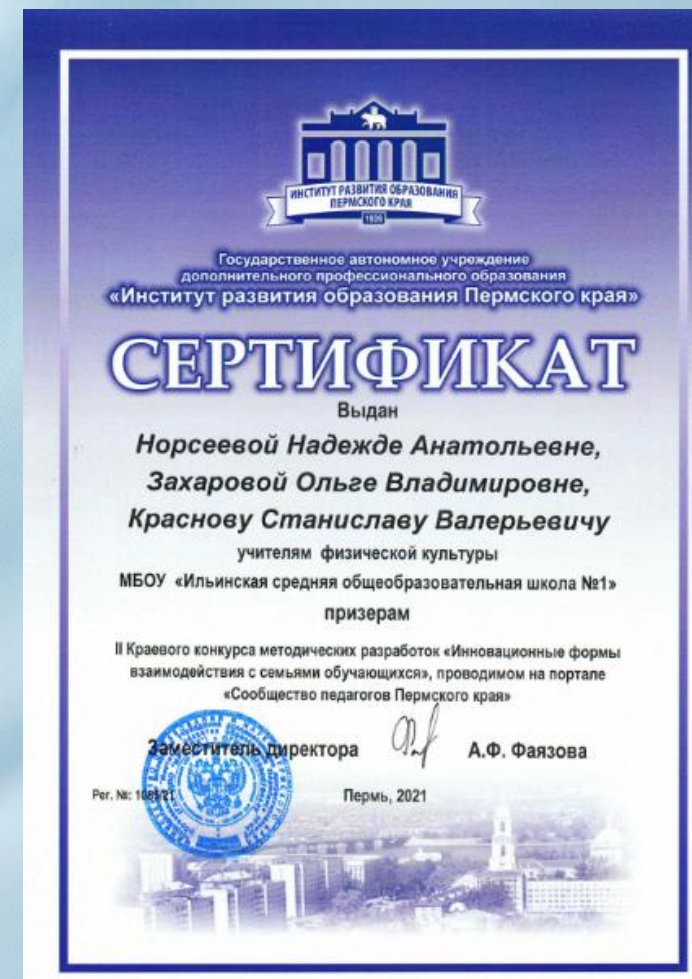 ИНСТИТУТ РАЗВИТИЯ ОБРАЗОВАНИЯ
ПЕРМСКОГО КРАЯ
Государственное автономное учреждение
дополнительного профессионального образования
«Институт развития образования Пермского края»
СЕРТИФИКАТ
Выдан
Норсеевой Надежде Анатольевне,
Захаровой Ольге Владимировне,
Краснову Станиславу Валерьевичу
учителям физической культуры
МБОУ «Ильинская средняя общеобразовательная школа №1»
призерам
II Краевого конкурса методических разработок «Инновационные формы
взаимодействия с семьями обучающихся», проводимом на портале
«Сообщество педагогов Пермского края»
Заместитель директора А.Ф. Фаязова
Рег. №: Пермь, 2021